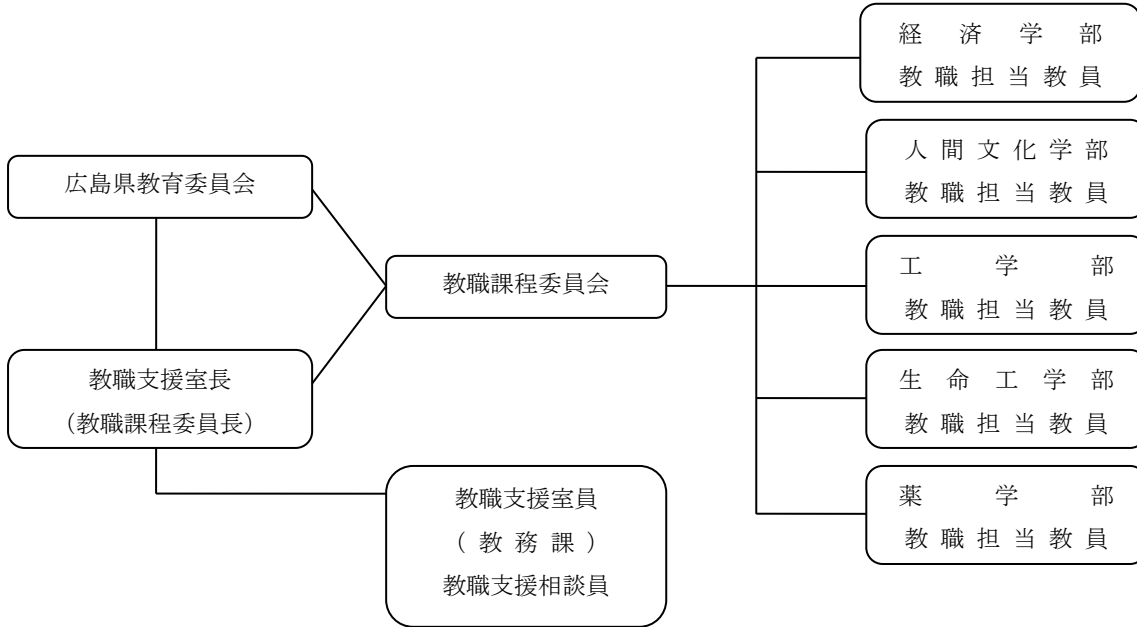 広島県教育委員会
教職支援室長
（教職課程委員長）
教職課程委員会
教職支援室員
（教務課）
教職支援相談員
経済学部
教職担当教員
人間文化学部
教職担当教員
工学部
教職担当教員
生命工学部
教職担当教員
薬学部
教職担当教員